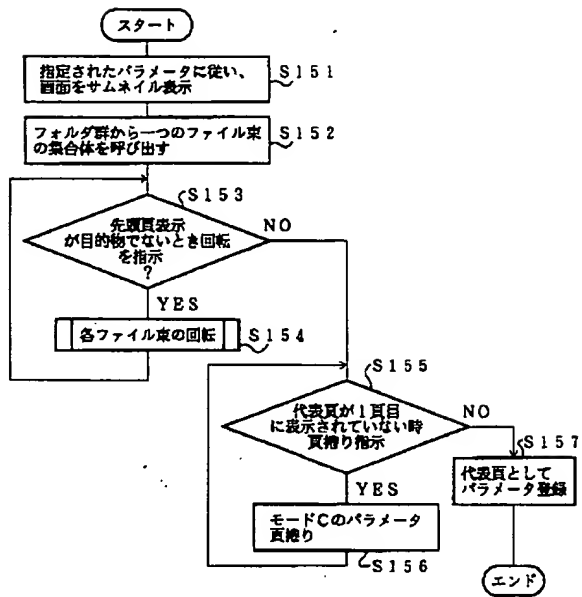 スタート
指定されたパラメータに従い、
画面をサムネイル表示
S151
フォルダ群から一つのファイル束
の集合体を呼び出す
S152
S153
先頭頁表示
が目的物でないとき回転
を指示
?
NO
YES
各ファイル束の回転
S154
S155
代表頁が1頁目
に表示されていない時
頁捲り指示
NO
YES
S157
代表頁として
パラメータ登録
モードCのパラメータ
頁捲り
S156
エンド